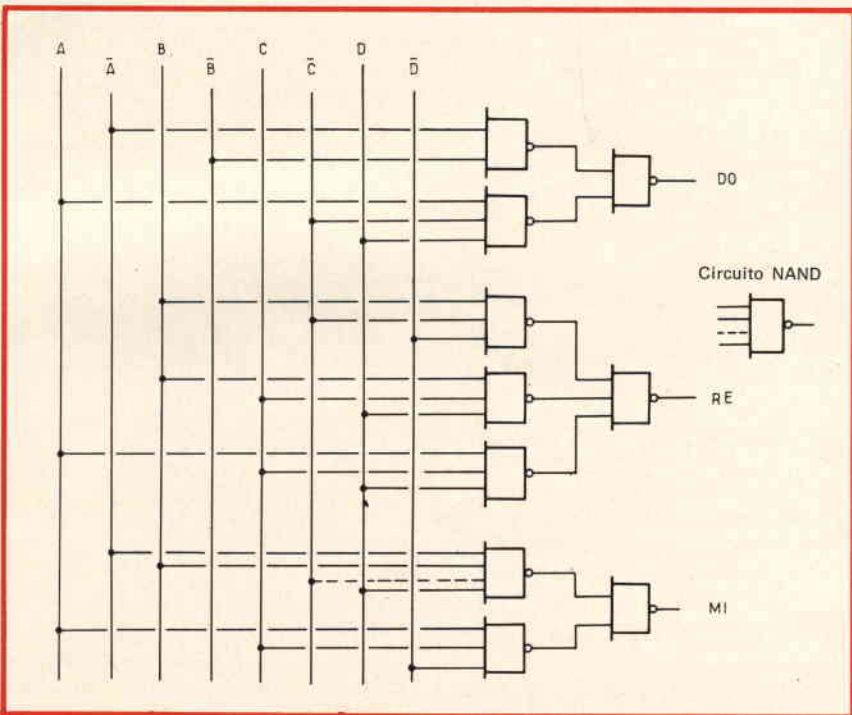 A B C D
Ā B̄ C̄ D̄
DO
Circuito NAND
RE
MI